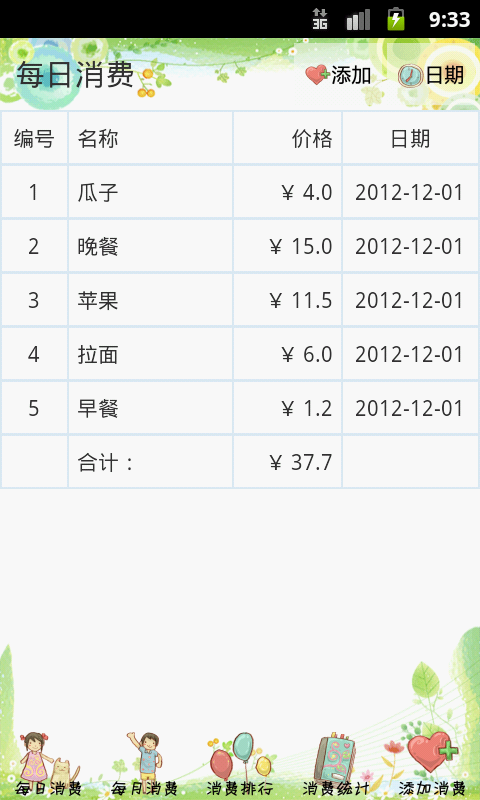 3G 9:33
每日消费 添加 日期
编号 名称 价格 日期
1 瓜子 ￥ 4.0 2012-12-01
2 晚餐 ￥ 15.0 2012-12-01
3 苹果 ￥ 11.5 2012-12-01
4 拉面 ￥ 6.0 2012-12-01
5 早餐 ￥ 1.2 2012-12-01
合计： ￥ 37.7
每日消费 每月消费 消费排行 消费统计 添加消费